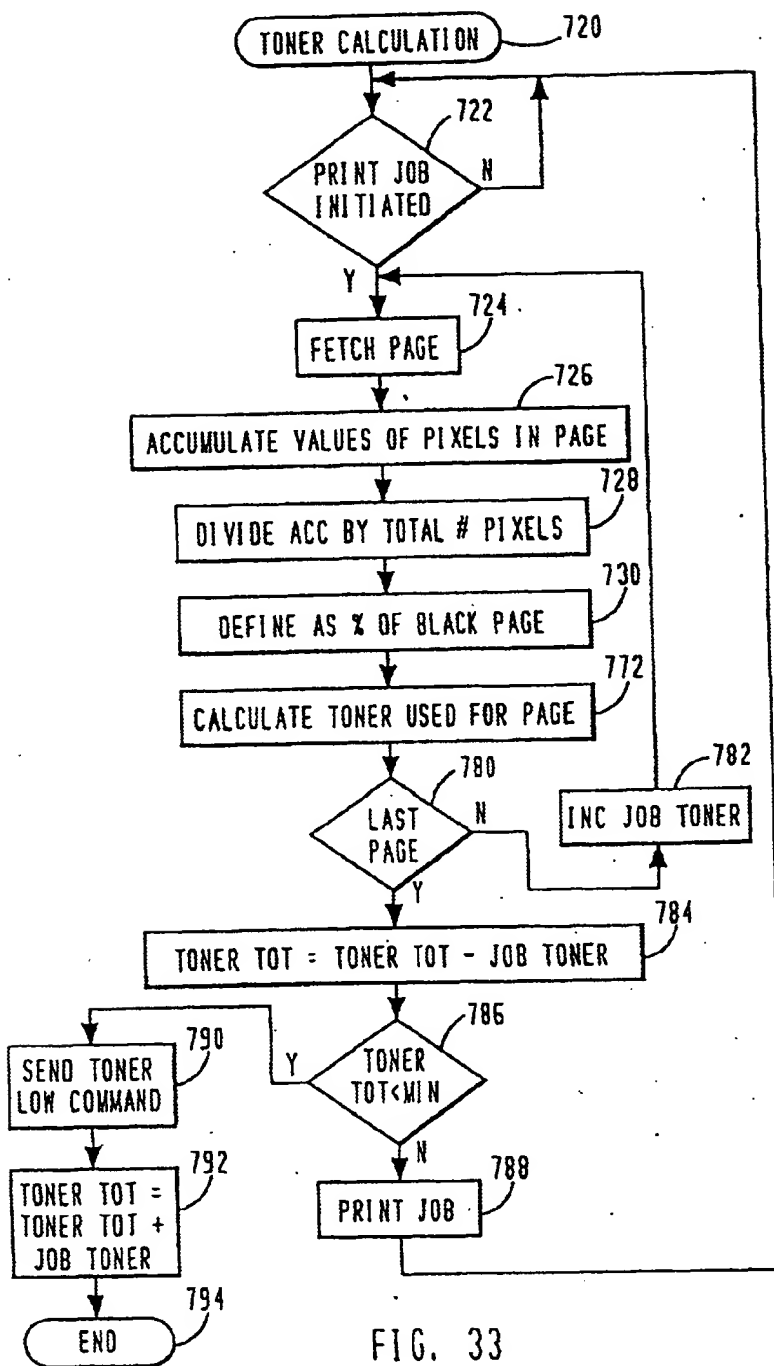 TONER CALCULATION
720
722
PRINT JOB
INITIATED
N
Y
724
FETCH PAGE
726
ACCUMULATE VALUES OF PIXELS IN PAGE
728
DIVIDE ACC BY TOTAL # PIXELS
730
DEFINE AS % OF BLACK PAGE
772
CALCULATE TONER USED FOR PAGE
780
LAST
PAGE
N
782
INC JOB TONER
Y
784
TONER TOT = TONER TOT - JOB TONER
786
TONER
TOT<MIN
Y
790
SEND TONER
LOW COMMAND
N
788
PRINT JOB
792
TONER TOT =
TONER TOT +
JOB TONER
794
END
FIG. 33